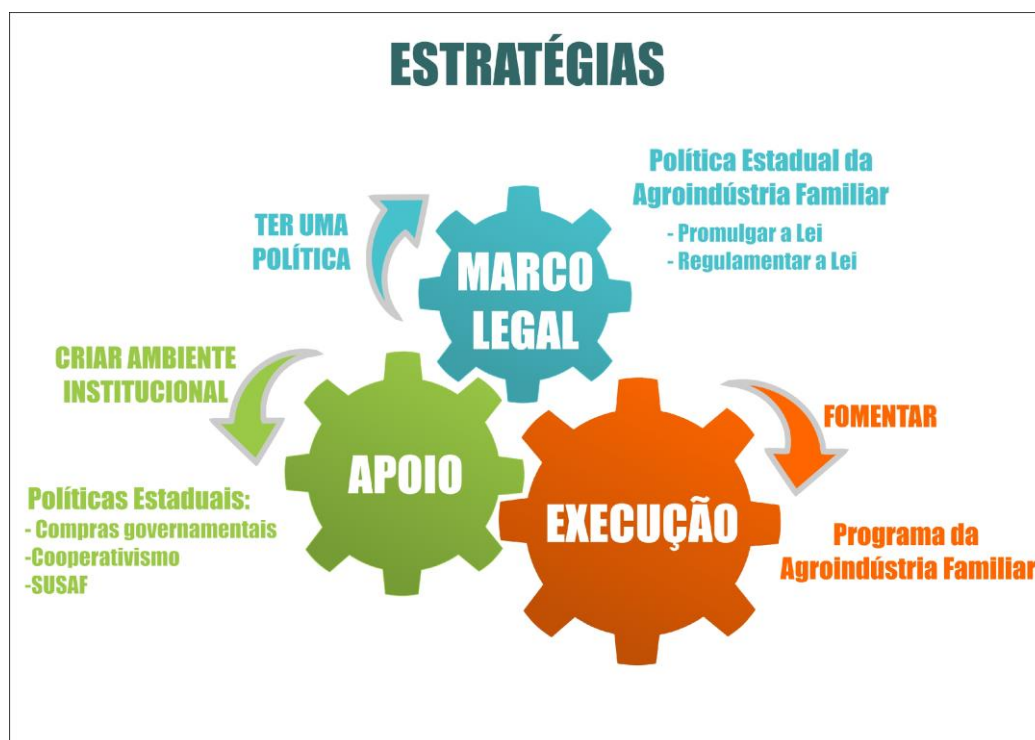 ESTRATÉGIAS
TER UMA
POLÍTICA
MARCO
LEGAL
Política Estadual da
Agroindústria Familiar
- Promulgar a Lei
- Regulamentar a Lei
CRIAR AMBIENTE
INSTITUCIONAL
APOIO
Políticas Estaduais:
- Compras governamentais
-Cooperativismo
-SUSAF
EXECUÇÃO
FOMENTAR
Programa da
Agroindústria Familiar